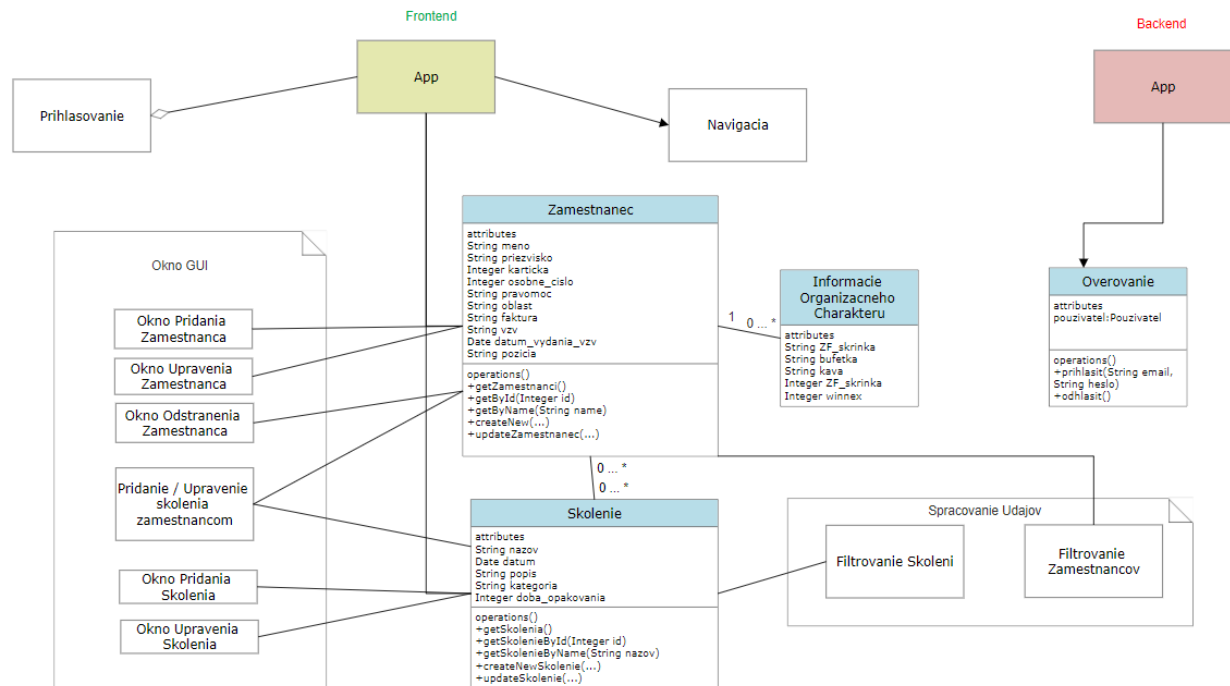 Frontend
Backend
App
App
Prihlasovanie
Navigacia
Okno GUI
Okno Pridania
Zamestnanca
Okno Upravenia
Zamestnanca
Okno Odstranenia
Zamestnanca
Pridanie / Upravenie
skolenia
zamestnancom
Okno Pridania
Skolenia
Okno Upravenia
Skolenia
Zamestnanec
attributes
String meno
String priezvisko
Integer karticka
Integer osobne_cislo
String pravomoc
String oblast
String faktura
String vzv
Date datum_vydania_vzv
String pozicia
operations()
+getZamestnanci()
+getById(Integer id)
+getByName(String name)
+createNew(...)
+updateZamestnanec(...)
1
0 ... *
Informacie
Organizacneho
Charakteru
attributes
String ZF_skrinka
String bufetka
String kava
Integer ZF_skrinka
Integer winnex
Overovanie
attributes
pouzivatel:Pouzivatel
operations()
+prihlasit(String email,
String heslo)
+odhlasit()
0 ... *
0 ... *
Skolenie
attributes
String nazov
Date datum
String popis
String kategoria
Integer doba_opakovania
operations()
+getSkolenia()
+getSkolenieById(Integer id)
+getSkolenieByName(String nazov)
+createNewSkolenie(...)
+updateSkolenie(...)
Spracovanie Udajov
Filtrovanie Skoleni
Filtrovanie
Zamestnancov